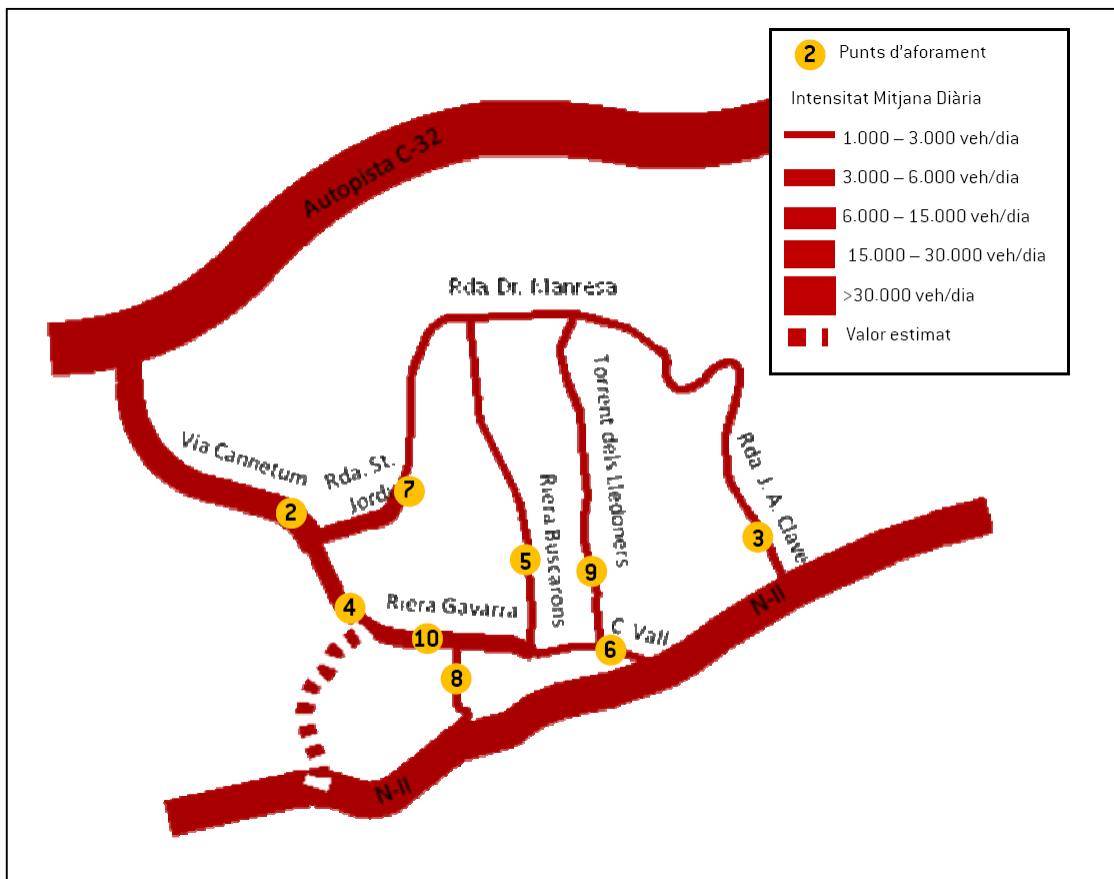 2 Punts d'aforament
Intensitat Mitjana Diària
1.000 – 3.000 veh/dia
3.000 – 6.000 veh/dia
6.000 – 15.000 veh/dia
15.000 – 30.000 veh/dia
>30.000 veh/dia
Valor estimat
Autopista C-32
Rda. Dr. Manresa
Via Cannetum
Rda. St.
Jordi
7
2
Torrent dels Lledoners
Riera Buscarons
Rda J. A. Clavé
3
5
9
4
Riera Gavarra
10
C Vall
6
8
N-II
N-II